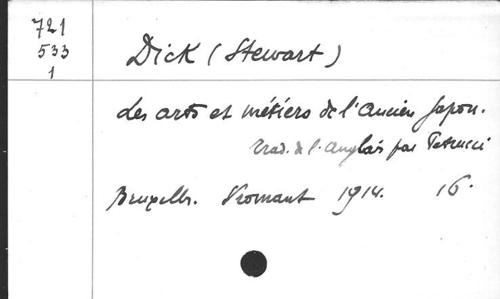 721
533
1
Dick (Stewart)
Les arts et métiers de l'ancien Japon.
Trad. de l'anglais par Petrucci
Bruxelles. Vromant 1914. 16°